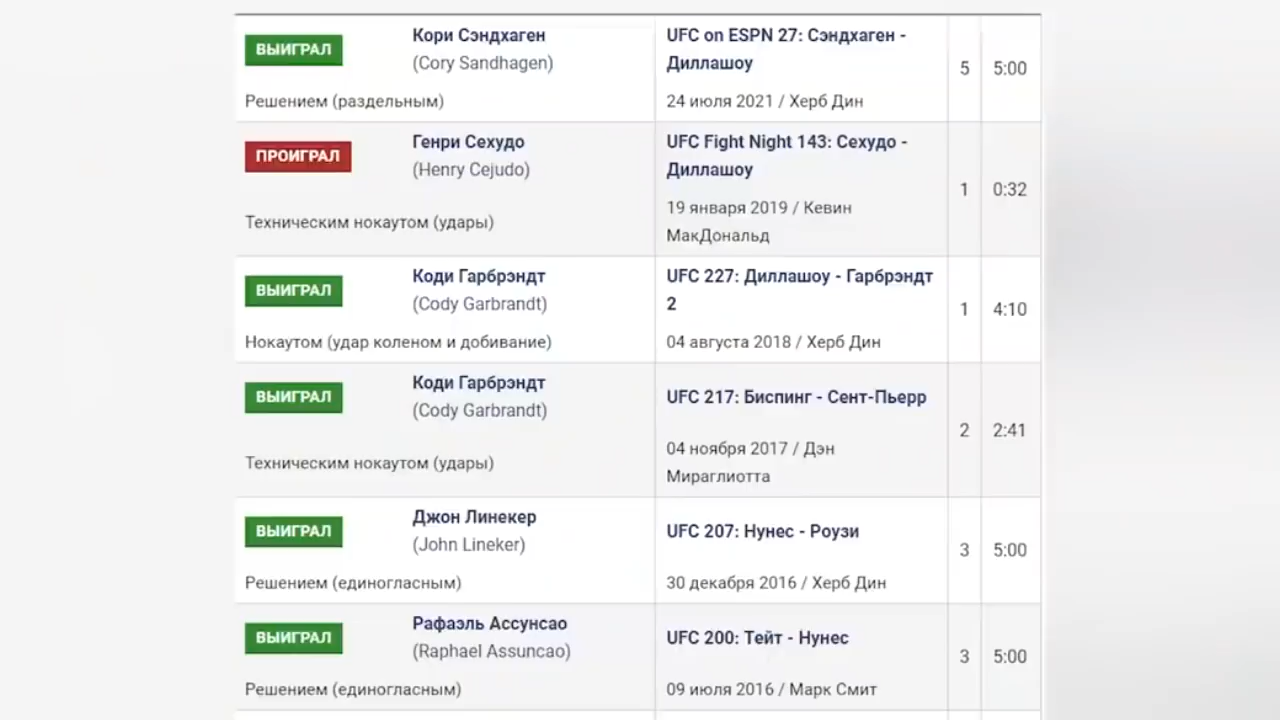 ВЫИГРАЛ
Кори Сэндхаген
(Cory Sandhagen)
Решением (раздельным)
UFC on ESPN 27: Сэндхаген -
Диллашоу
24 июля 2021 / Херб Дин
5
5:00
ПРОИГРАЛ
Генри Сехудо
(Henry Cejudo)
Техническим нокаутом (удары)
UFC Fight Night 143: Сехудо -
Диллашоу
19 января 2019 / Кевин
МакДональд
1
0:32
ВЫИГРАЛ
Коди Гарбрэндт
(Cody Garbrandt)
Нокаутом (удар коленом и добивание)
UFC 227: Диллашоу - Гарбрэндт
2
04 августа 2018 / Херб Дин
1
4:10
ВЫИГРАЛ
Коди Гарбрэндт
(Cody Garbrandt)
Техническим нокаутом (удары)
UFC 217: Биспинг - Сент-Пьерр
04 ноября 2017 / Дэн
Мираглиотта
2
2:41
ВЫИГРАЛ
Джон Линекер
(John Lineker)
Решением (единогласным)
UFC 207: Нунес - Роузи
30 декабря 2016 / Херб Дин
3
5:00
ВЫИГРАЛ
Рафаэль Ассунсао
(Raphael Assuncao)
Решением (единогласным)
UFC 200: Тейт - Нунес
09 июля 2016 / Марк Смит
3
5:00